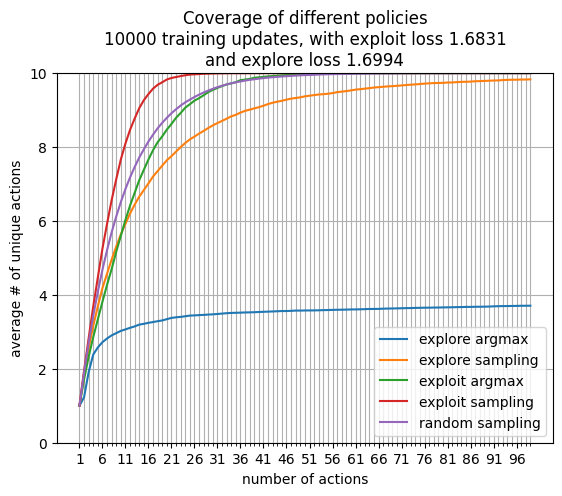 Coverage of different policies
10000 training updates, with exploit loss 1.6831
and explore loss 1.6994
10
8
6
4
2
0
average # of unique actions
explore argmax
explore sampling
exploit argmax
exploit sampling
random sampling
1 6 11 16 21 26 31 36 41 46 51 56 61 66 71 76 81 86 91 96
number of actions